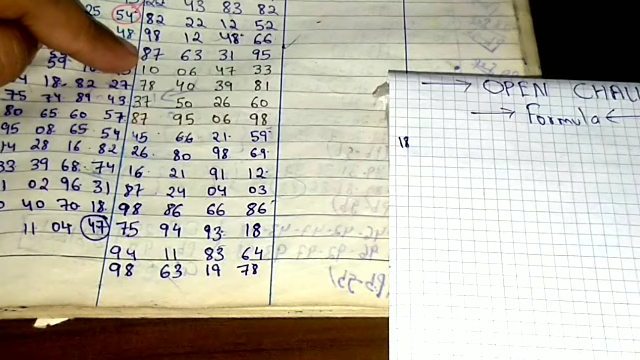 43 83 82
25 54 82 22 12 52
48 98 12 48 66
87 63 31 95
59 10 06 47 33
18 82 27 78 40 39 81
75 74 89 43 37 50 26 60
80 65 60 57 87 95 06 98
95 08 65 54 45 66 21 59
28 16 82 26 80 98 69
33 39 68 74 16 21 91 12
02 96 31 87 24 04 03
40 70 18 98 86 66 86
11 04 47 75 94 93 18
94 11 83 64
98 63 19 78
OPEN
Formula
18